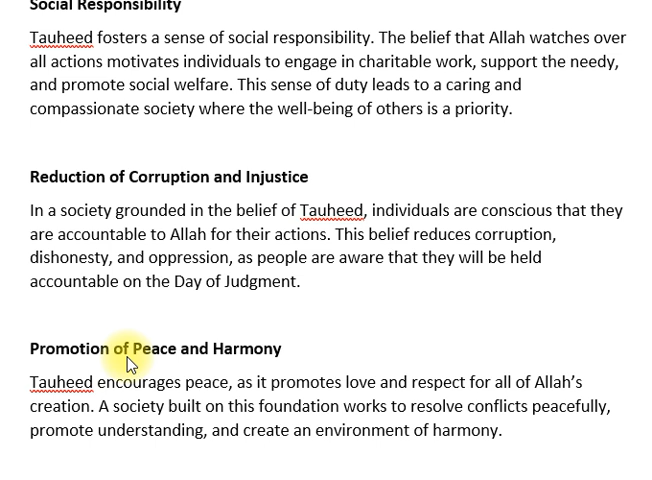 Social Responsibility
Tauheed fosters a sense of social responsibility. The belief that Allah watches over
all actions motivates individuals to engage in charitable work, support the needy,
and promote social welfare. This sense of duty leads to a caring and
compassionate society where the well-being of others is a priority.
Reduction of Corruption and Injustice
In a society grounded in the belief of Tauheed, individuals are conscious that they
are accountable to Allah for their actions. This belief reduces corruption,
dishonesty, and oppression, as people are aware that they will be held
accountable on the Day of Judgment.
Promotion of Peace and Harmony
Tauheed encourages peace, as it promotes love and respect for all of Allah’s
creation. A society built on this foundation works to resolve conflicts peacefully,
promote understanding, and create an environment of harmony.